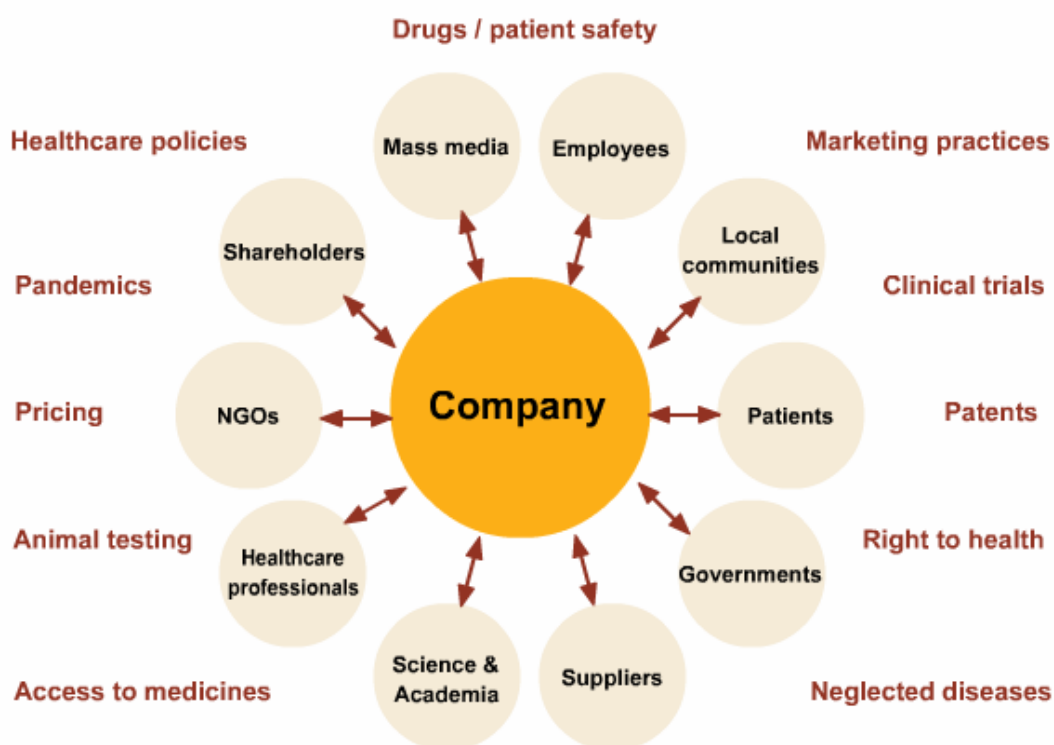 Drugs / patient safety
Healthcare policies
Mass media
Employees
Marketing practices
Shareholders
Local
communities
Pandemics
Clinical trials
Company
Pricing
NGOs
Patients
Patents
Animal testing
Healthcare
professionals
Governments
Right to health
Science &
Academia
Suppliers
Access to medicines
Neglected diseases